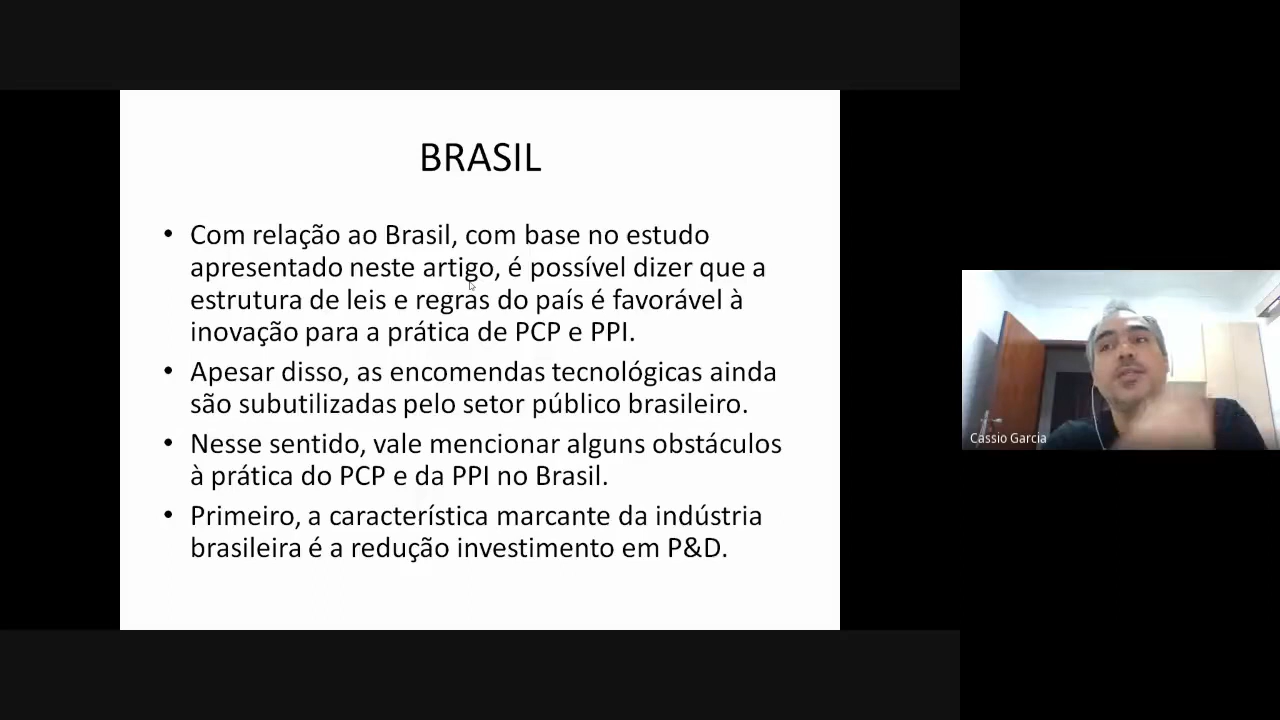 BRASIL
• Com relação ao Brasil, com base no estudo
apresentado neste artigo, é possível dizer que a
estrutura de leis e regras do país é favorável à
inovação para a prática de PCP e PPI.
• Apesar disso, as encomendas tecnológicas ainda
são subutilizadas pelo setor público brasileiro.
• Nesse sentido, vale mencionar alguns obstáculos
à prática do PCP e da PPI no Brasil.
• Primeiro, a característica marcante da indústria
brasileira é a redução investimento em P&D.
Cassio Garcia